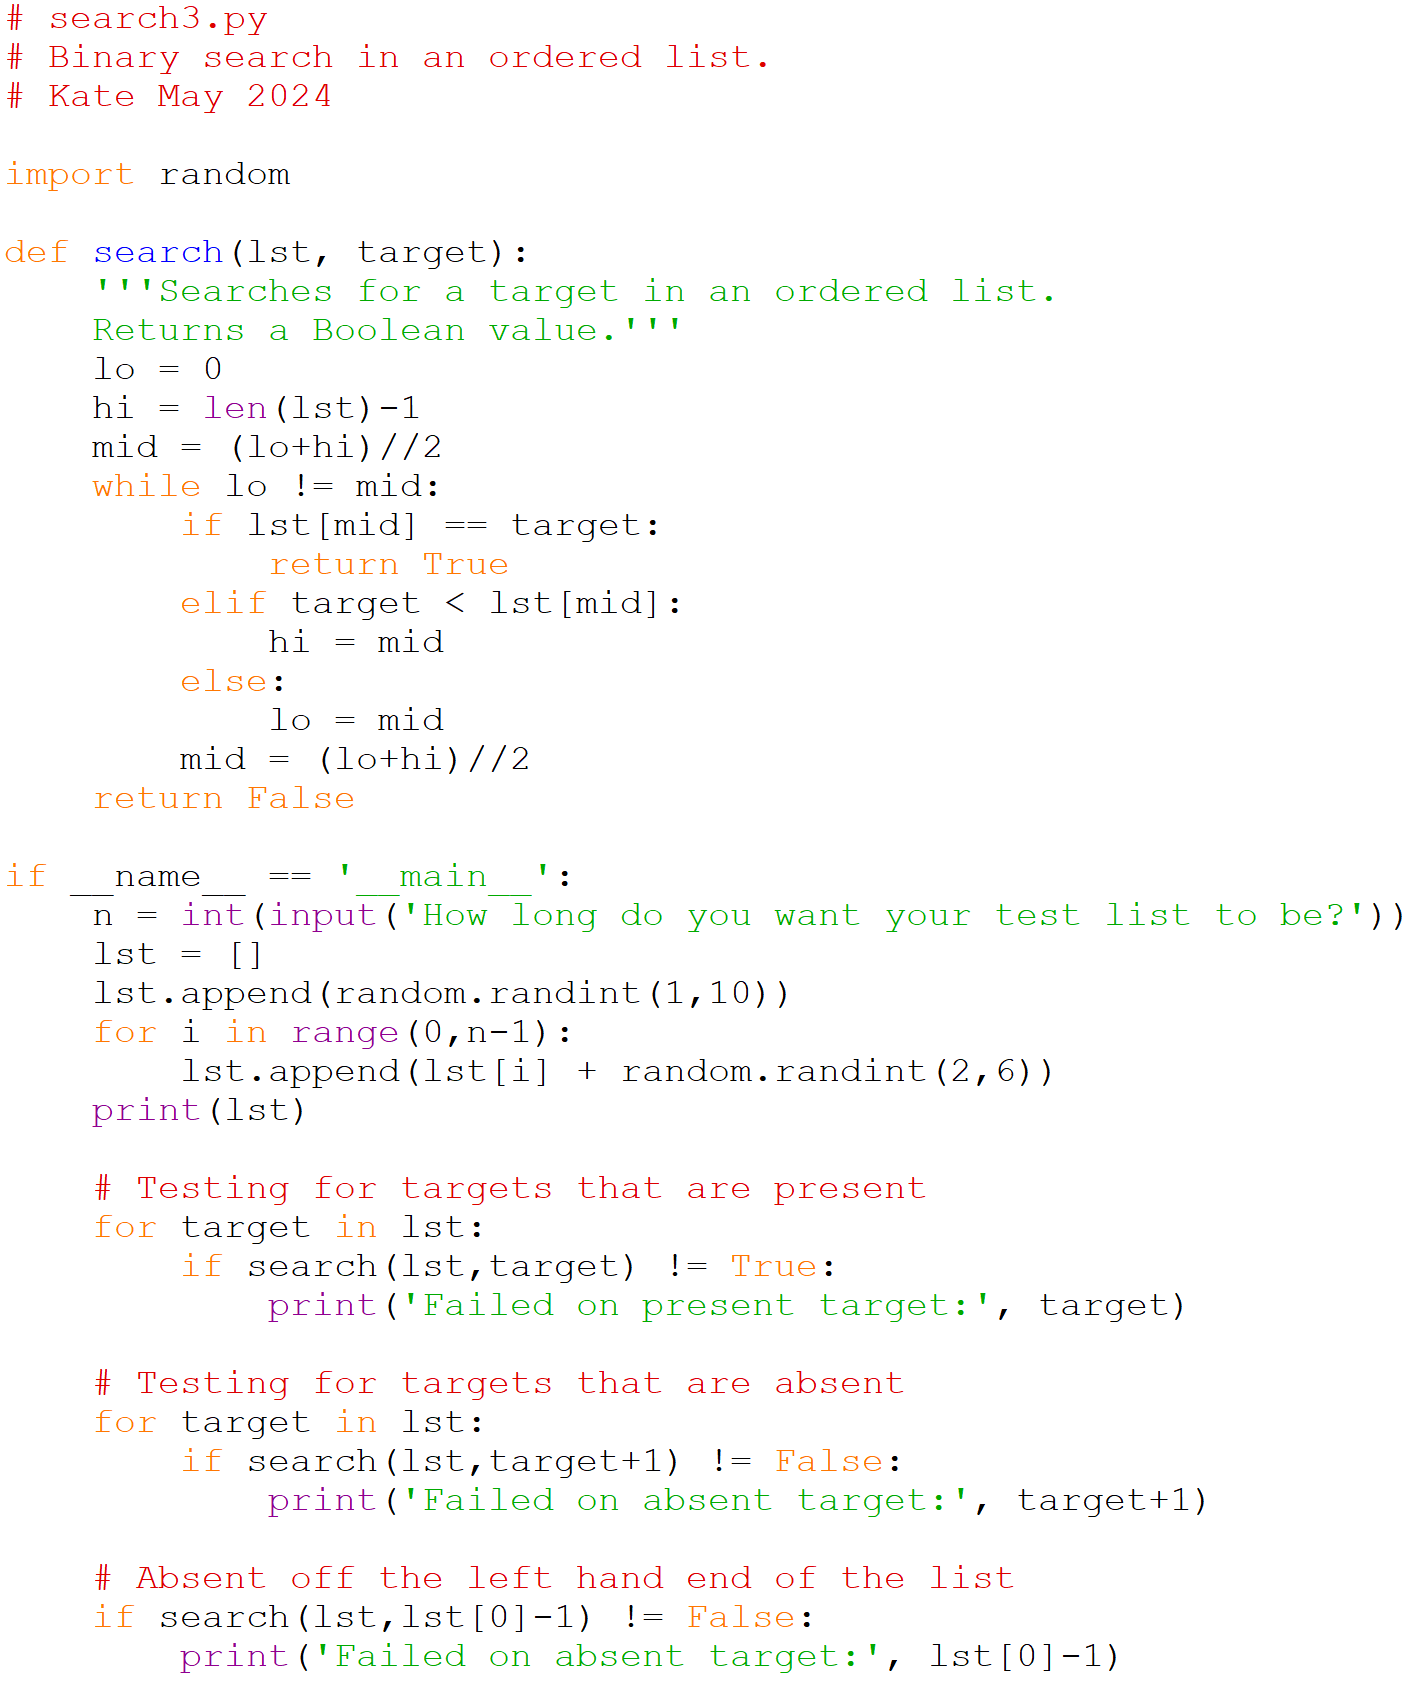 # search3.py
# Binary search in an ordered list.
# Kate May 2024

import random

def search(lst, target):
    '''Searches for a target in an ordered list.
    Returns a Boolean value.'''
    lo = 0
    hi = len(lst)-1
    mid = (lo+hi)//2
    while lo != mid:
        if lst[mid] == target:
            return True
        elif target < lst[mid]:
            hi = mid
        else:
            lo = mid
        mid = (lo+hi)//2
    return False

if __name__ == '__main__':
    n = int(input('How long do you want your test list to be?'))
    lst = []
    lst.append(random.randint(1,10))
    for i in range(0,n-1):
        lst.append(lst[i] + random.randint(2,6))
    print(lst)

    # Testing for targets that are present
    for target in lst:
        if search(lst,target) != True:
            print('Failed on present target:', target)

    # Testing for targets that are absent
    for target in lst:
        if search(lst,target+1) != False:
            print('Failed on absent target:', target+1)

    # Absent off the left hand end of the list
    if search(lst,lst[0]-1) != False:
        print('Failed on absent target:', lst[0]-1)